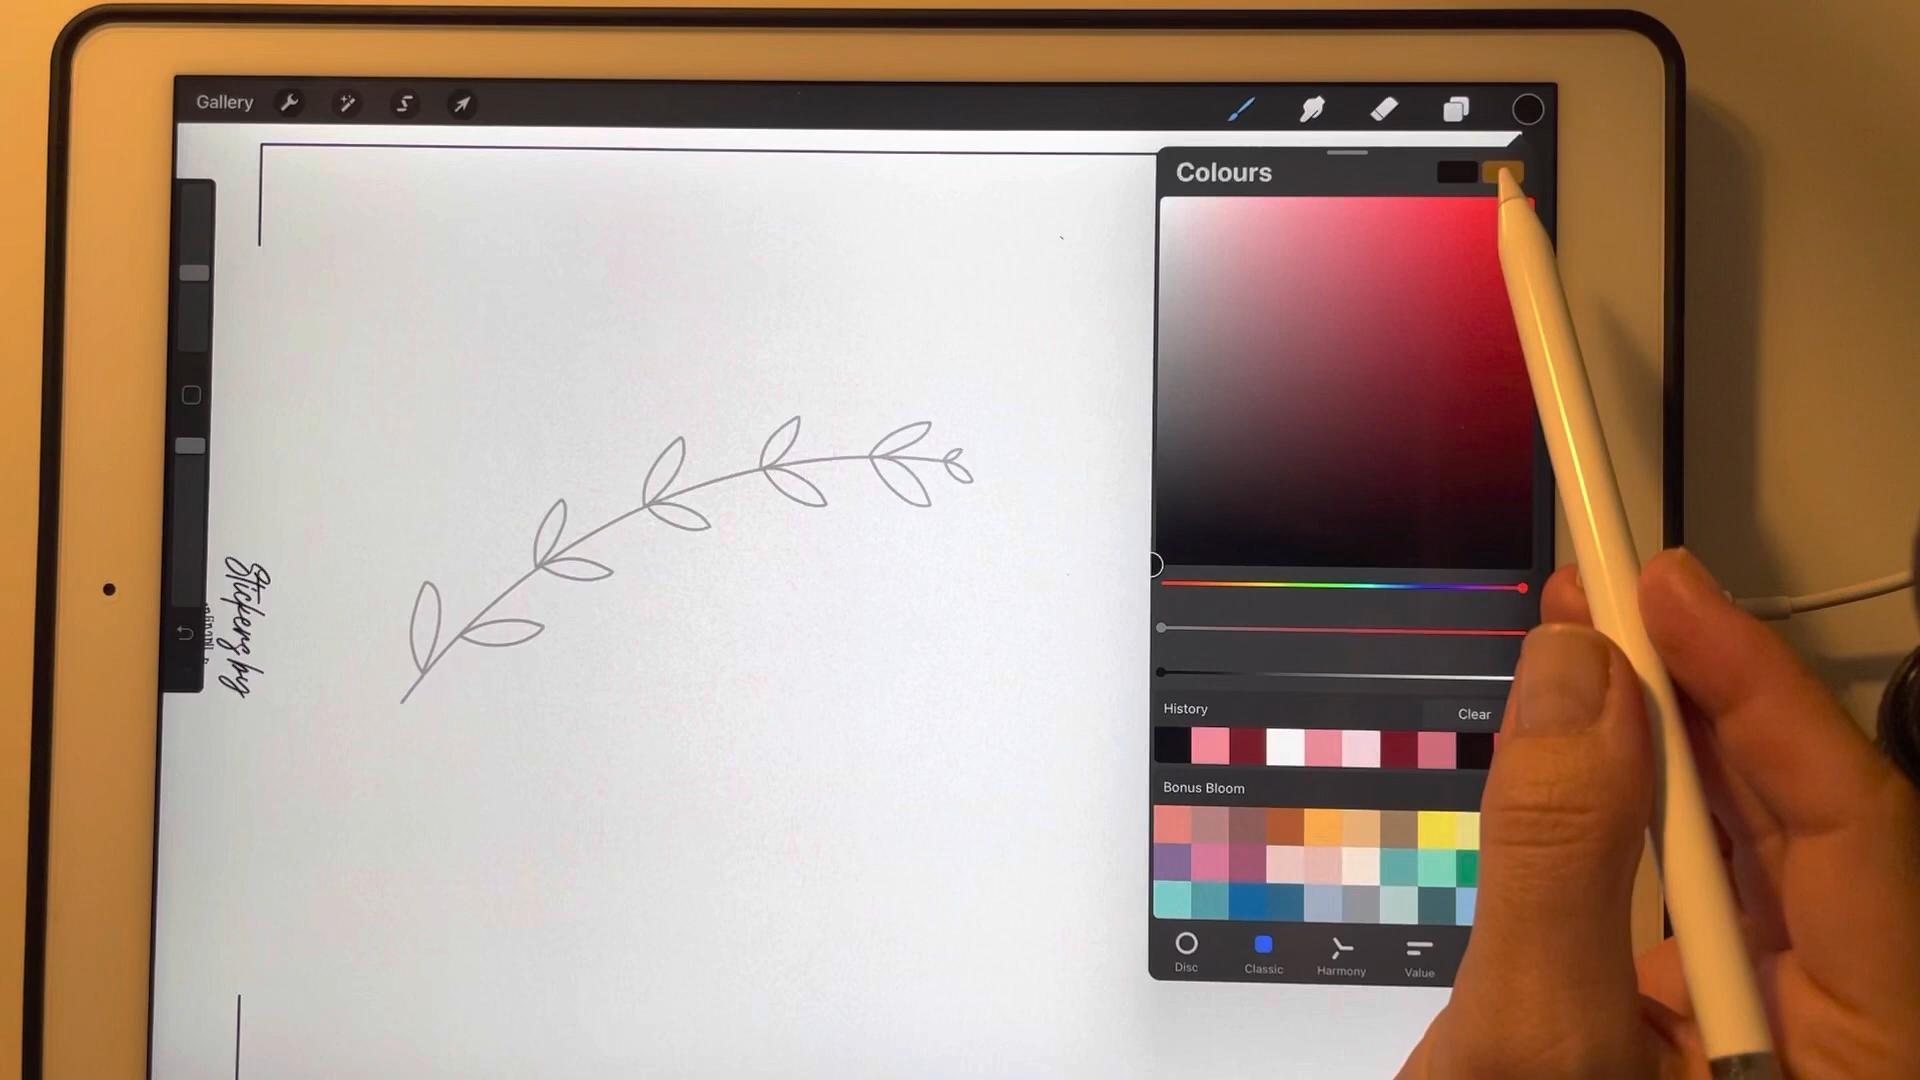 Gallery
Colours
Stickers by
History
Clear
Bonus Bloom
Disc
Classic
Harmony
Value